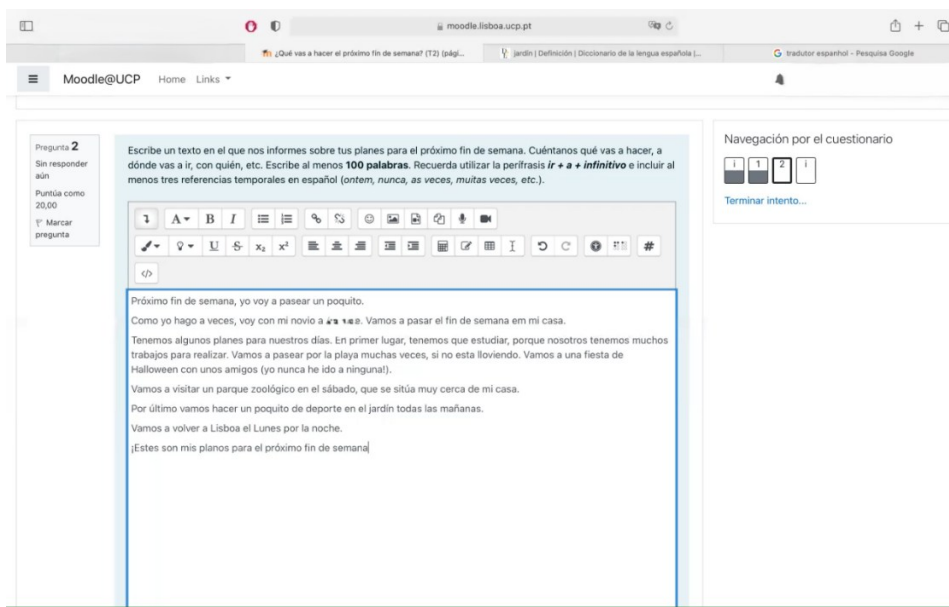 moodle.lisboa.ucp.pt
¿Qué vas a hacer el próximo fin de semana? (T2) (pági...
jardín | Definición | Diccionario de la lengua española |...
tradutor espanhol - Pesquisa Google
Moodle@UCP Home Links
Pregunta 2
Sin responder
aún
Puntúa como
20,00
Marcar
pregunta
Escribe un texto en el que nos informes sobre tus planes para el próximo fin de semana. Cuéntanos qué vas a hacer, a
dónde vas a ir, con quién, etc. Escribe al menos 100 palabras. Recuerda utilizar la perífrasis ir + a + infinitivo e incluir al
menos tres referencias temporales en español (ontem, nunca, as veces, muitas veces, etc.).
A B I
U S x₂ x² #
</>
Próximo fin de semana, yo voy a pasear un poquito.
Como yo hago a veces, voy con mi novio a . Vamos a pasar el fin de semana em mi casa.
Tenemos algunos planes para nuestros días. En primer lugar, tenemos que estudiar, porque nosotros tenemos muchos
trabajos para realizar. Vamos a pasear por la playa muchas veces, si no esta lloviendo. Vamos a una fiesta de
Halloween con unos amigos (yo nunca he ido a ninguna!).
Vamos a visitar un parque zoológico en el sábado, que se sitúa muy cerca de mi casa.
Por último vamos hacer un poquito de deporte en el jardín todas las mañanas.
Vamos a volver a Lisboa el Lunes por la noche.
¡Estes son mis planos para el próximo fin de semana
Navegación por el cuestionario
i 1 2 i
Terminar intento...